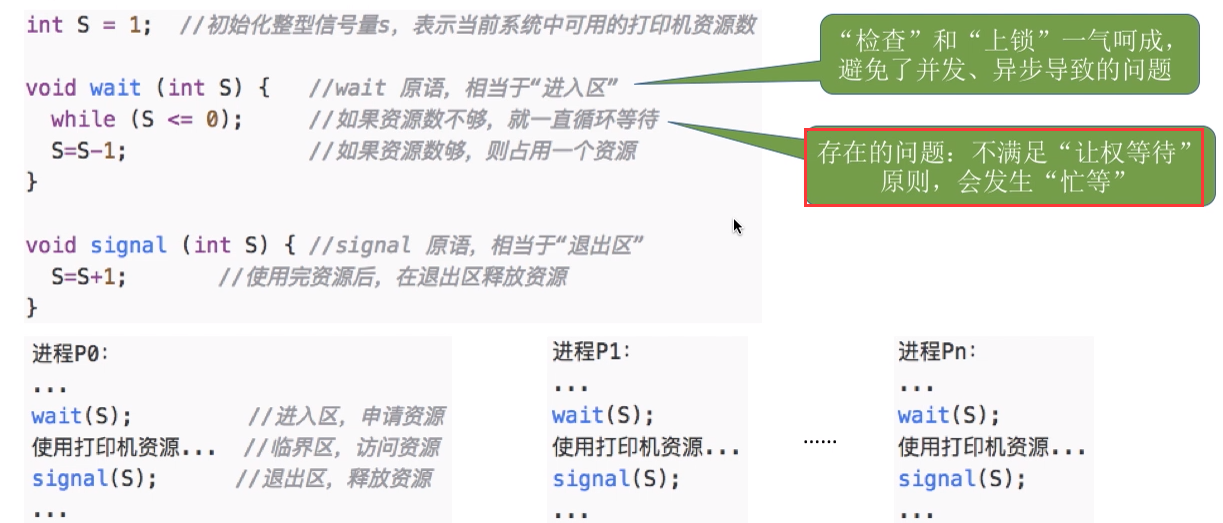 int S = 1;  //初始化整型信号量s，表示当前系统中可用的打印机资源数
“检查”和“上锁”一气呵成，
避免了并发、异步导致的问题
void wait (int S) {   //wait 原语，相当于“进入区”
while (S <= 0);      //如果资源数不够，就一直循环等待
S=S-1;               //如果资源数够，则占用一个资源
}
存在的问题：不满足“让权等待”
原则，会发生“忙等”
void signal (int S) { //signal 原语，相当于“退出区”
S=S+1;        //使用完资源后，在退出区释放资源
}
进程P0:
...
wait(S);        //进入区，申请资源
使用打印机资源...  //临界区，访问资源
signal(S);      //退出区，释放资源
...
进程P1:
...
wait(S);
使用打印机资源...
signal(S);
...
......
进程Pn:
...
wait(S);
使用打印机资源...
signal(S);
...